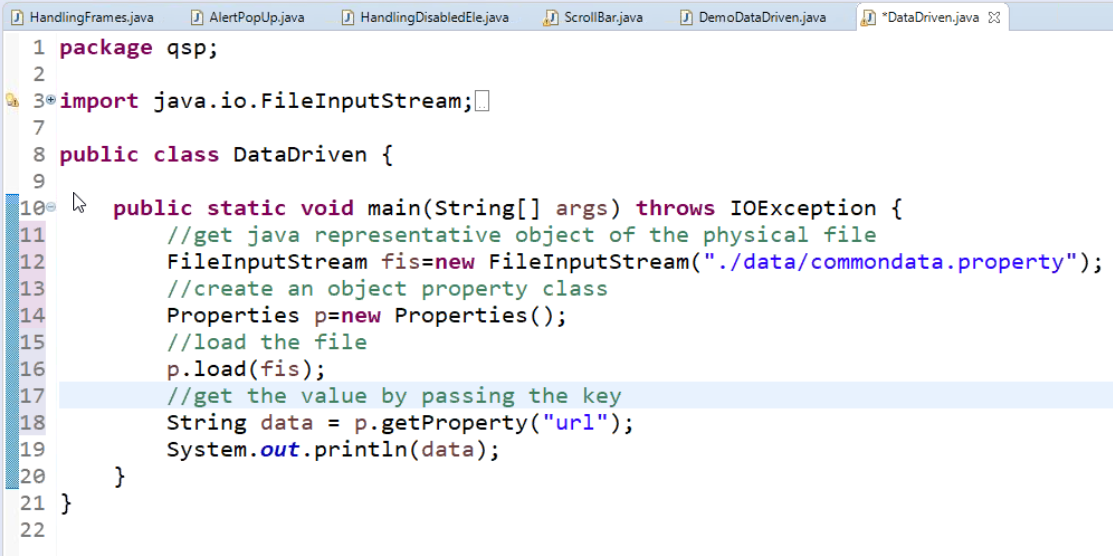 HandlingFrames.java AlertPopUp.java HandlingDisabledEle.java ScrollBar.java DemoDataDriven.java *DataDriven.java
1 package qsp;
2
3 import java.io.FileInputStream;
7
8 public class DataDriven {
9
10 public static void main(String[] args) throws IOException {
11 //get java representative object of the physical file
12 FileInputStream fis=new FileInputStream("./data/commondata.property");
13 //create an object property class
14 Properties p=new Properties();
15 //load the file
16 p.load(fis);
17 //get the value by passing the key
18 String data = p.getProperty("url");
19 System.out.println(data);
20 }
21 }
22